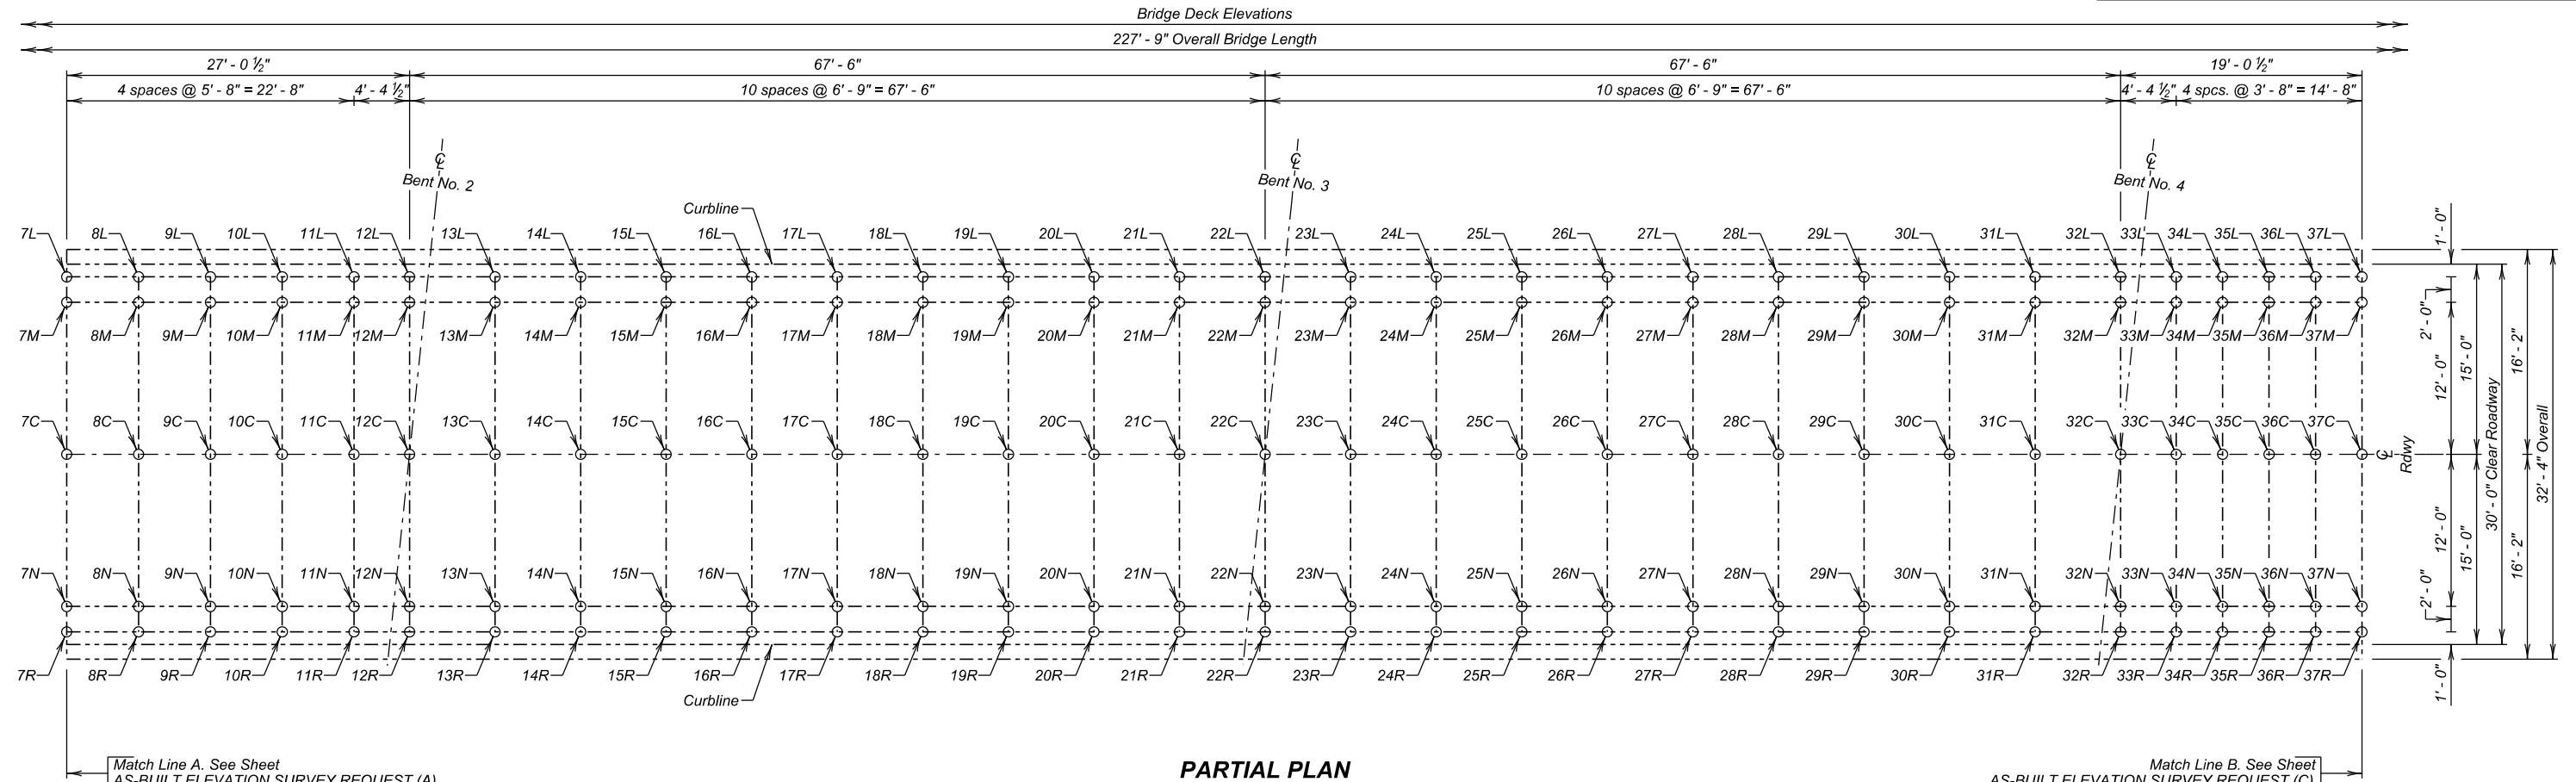 Bridge Deck Elevations
227' - 9" Overall Bridge Length
27' - 0 ½" 67' - 6" 67' - 6" 19' - 0 ½"
4 spaces @ 5' - 8" = 22' - 8" 4' - 4 ½" 10 spaces @ 6' - 9" = 67' - 6" 10 spaces @ 6' - 9" = 67' - 6" 4' - 4 ½" 4 spcs. @ 3' - 8" = 14' - 8"
℄ ℄ ℄
Bent No. 2 Bent No. 3 Bent No. 4
Curbline
7L 8L 9L 10L 11L 12L 13L 14L 15L 16L 17L 18L 19L 20L 21L 22L 23L 24L 25L 26L 27L 28L 29L 30L 31L 32L 33L 34L 35L 36L 37L
7M 8M 9M 10M 11M 12M 13M 14M 15M 16M 17M 18M 19M 20M 21M 22M 23M 24M 25M 26M 27M 28M 29M 30M 31M 32M 33M 34M 35M 36M 37M
7C 8C 9C 10C 11C 12C 13C 14C 15C 16C 17C 18C 19C 20C 21C 22C 23C 24C 25C 26C 27C 28C 29C 30C 31C 32C 33C 34C 35C 36C 37C
7N 8N 9N 10N 11N 12N 13N 14N 15N 16N 17N 18N 19N 20N 21N 22N 23N 24N 25N 26N 27N 28N 29N 30N 31N 32N 33N 34N 35N 36N 37N
7R 8R 9R 10R 11R 12R 13R 14R 15R 16R 17R 18R 19R 20R 21R 22R 23R 24R 25R 26R 27R 28R 29R 30R 31R 32R 33R 34R 35R 36R 37R
Curbline
℄
Rdwy
1' - 0"
2' - 0"
12' - 0"
12' - 0"
2' - 0"
1' - 0"
15' - 0"
15' - 0"
30' - 0" Clear Roadway
16' - 2"
16' - 2"
32' - 4" Overall
Match Line A. See Sheet
AS-BUILT ELEVATION SURVEY REQUEST (A)
PARTIAL PLAN
Match Line B. See Sheet
AS-BUILT ELEVATION SURVEY REQUEST (C)